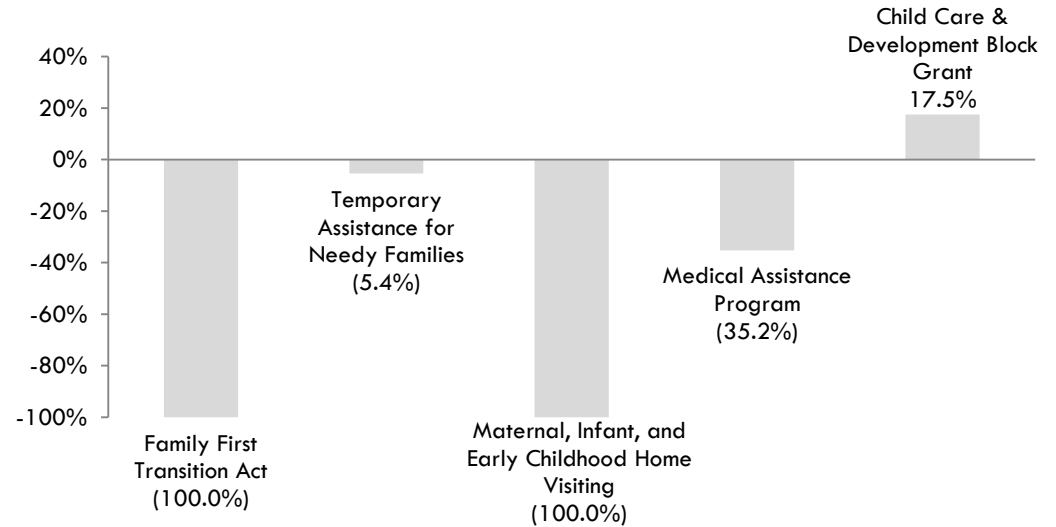 Child Care &
Development Block
Grant
17.5%
40%
20%
0%
-20%
-40%
-60%
-80%
-100%
Temporary
Assistance for
Needy Families
(5.4%)
Medical Assistance
Program
(35.2%)
Family First
Transition Act
(100.0%)
Maternal, Infant, and
Early Childhood Home
Visiting
(100.0%)